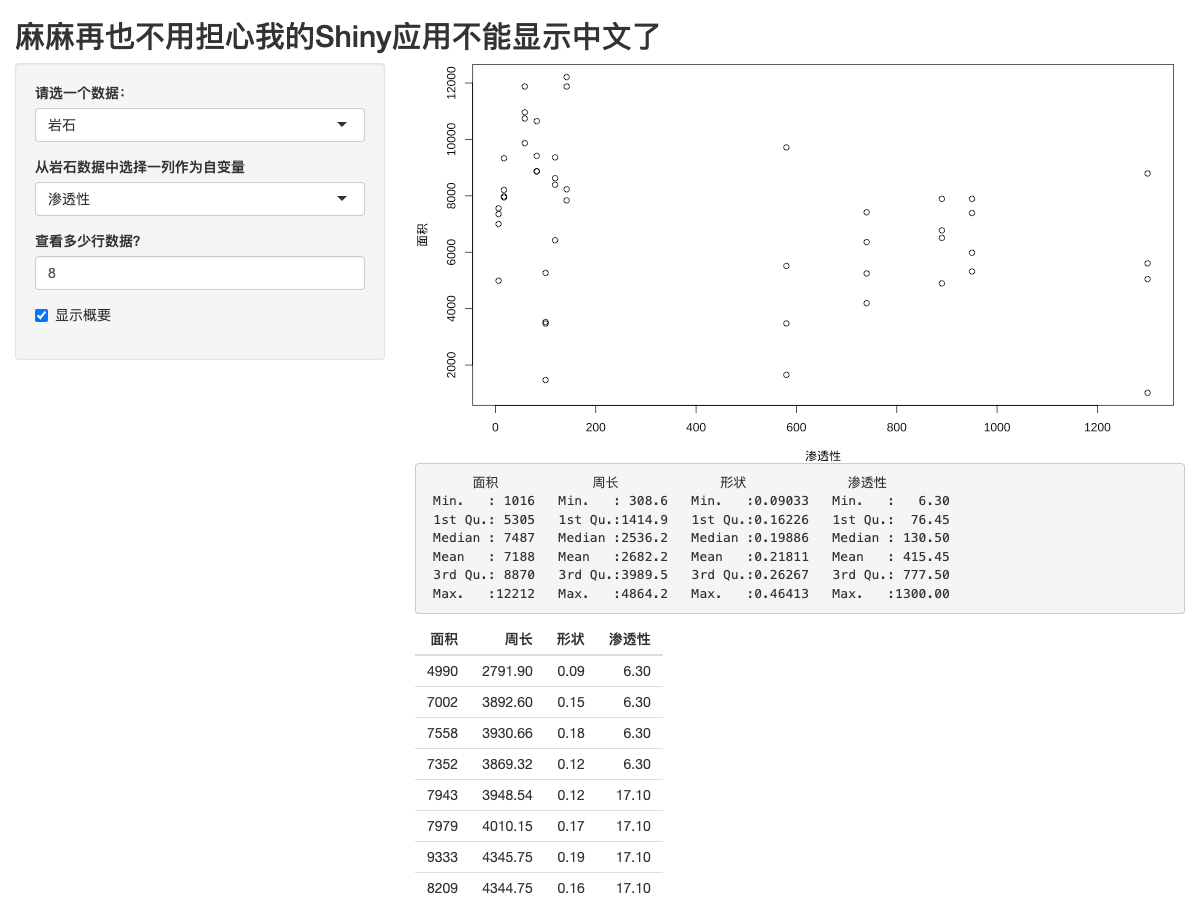 麻麻再也不用担心我的Shiny应用不能显示中文了
请选一个数据：
岩石
从岩石数据中选择一列作为自变量
渗透性
查看多少行数据?
8
显示概要
12000
10000
8000
6000
4000
2000
面积
0 200 400 600 800 1000 1200
渗透性
面积 周长 形状 渗透性
Min. : 1016 Min. : 308.6 Min. :0.09033 Min. : 6.30
1st Qu.: 5305 1st Qu.:1414.9 1st Qu.:0.16226 1st Qu.: 76.45
Median : 7487 Median :2536.2 Median :0.19886 Median : 130.50
Mean : 7188 Mean :2682.2 Mean :0.21811 Mean : 415.45
3rd Qu.: 8870 3rd Qu.:3989.5 3rd Qu.:0.26267 3rd Qu.: 777.50
Max. :12212 Max. :4864.2 Max. :0.46413 Max. :1300.00
面积 周长 形状 渗透性
4990 2791.90 0.09 6.30
7002 3892.60 0.15 6.30
7558 3930.66 0.18 6.30
7352 3869.32 0.12 6.30
7943 3948.54 0.12 17.10
7979 4010.15 0.17 17.10
9333 4345.75 0.19 17.10
8209 4344.75 0.16 17.10